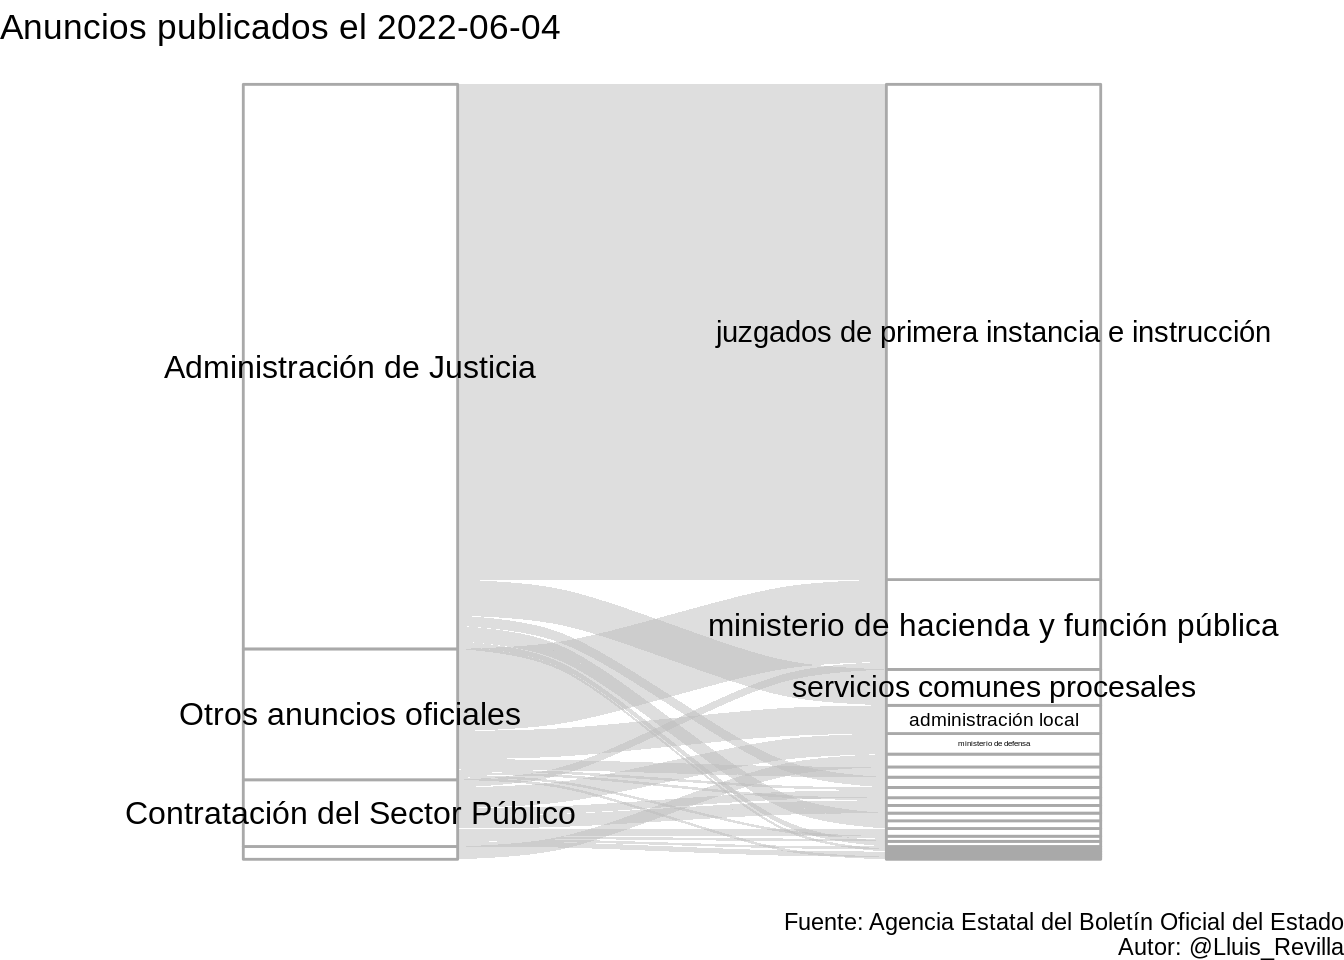 Anuncios publicados el 2022-06-04
juzgados de primera instancia e instrucción
Administración de Justicia
ministerio de hacienda y función pública
servicios comunes procesales
Otros anuncios oficiales
administración local
ministerio de defensa
Contratación del Sector Público
Fuente: Agencia Estatal del Boletín Oficial del Estado
Autor: @Lluis_Revilla